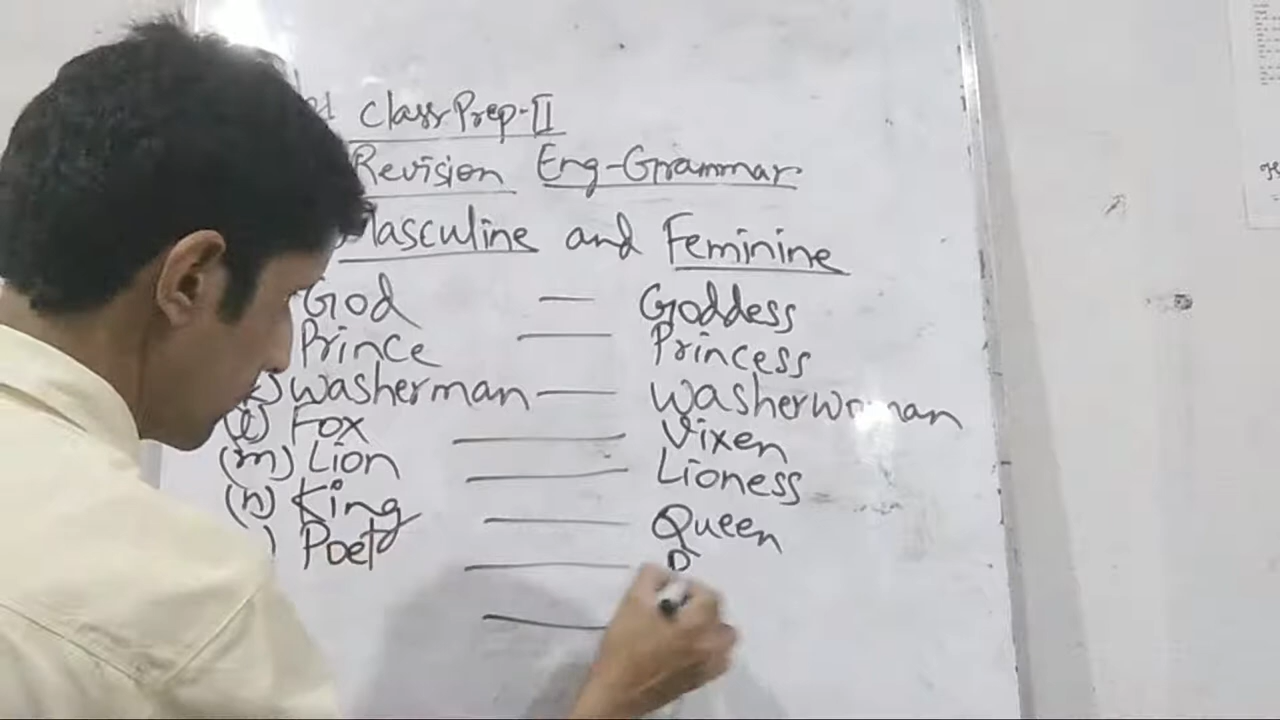 Class Prep-II
Revision Eng-Grammar
Masculine and Feminine
God — Goddess
Prince — Princess
Washerman — Washerwoman
Fox — Vixen
(m) Lion — Lioness
(n) King — Queen
Poet — P